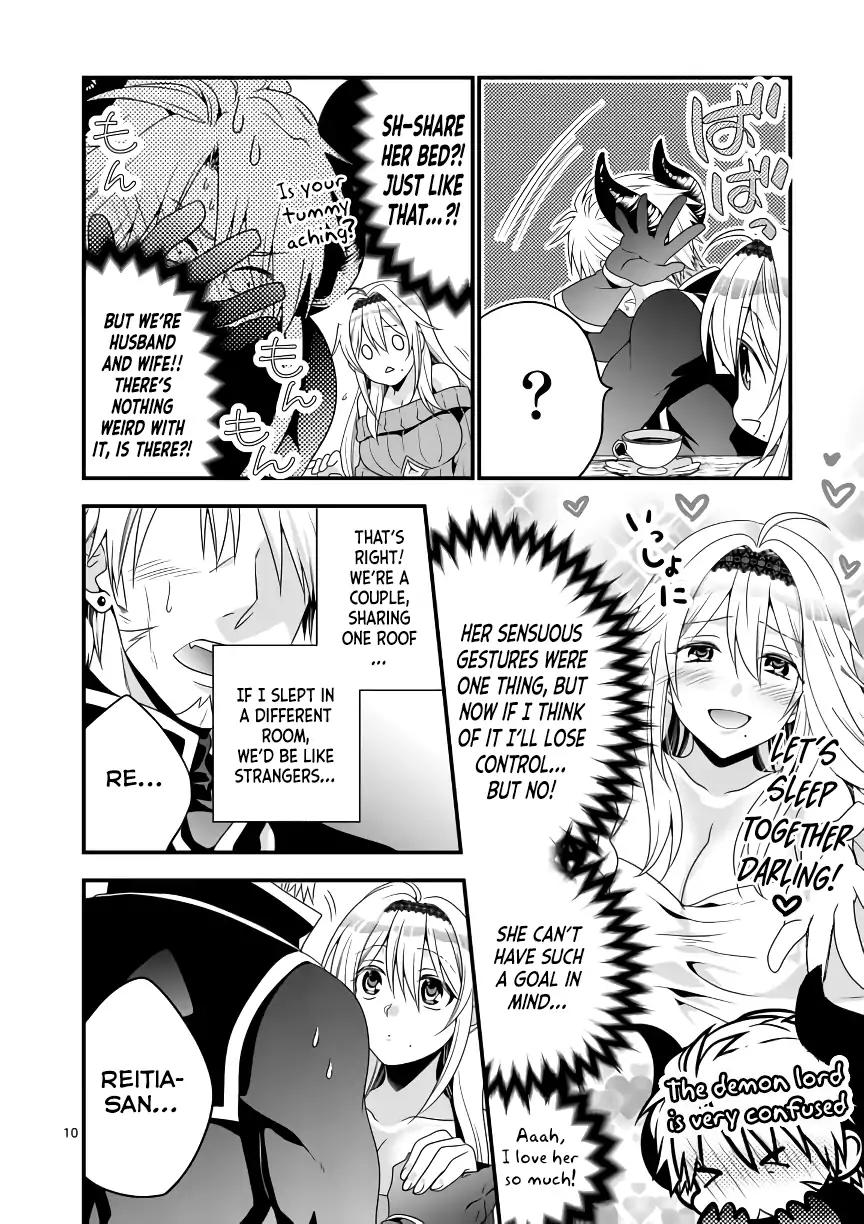 ばばっ
?
SH-SHARE
HER BED?!
JUST LIKE
THAT...?!
もん
Is your
tummy
aching?
もん
もん
BUT WE'RE
HUSBAND
AND WIFE!!
THERE'S
NOTHING
WEIRD WITH
IT, IS THERE?!
いっしょに
LET'S
SLEEP
TOGETHER
DARLING!
HER SENSUOUS
GESTURES WERE
ONE THING, BUT
NOW IF I THINK
OF IT I'LL LOSE
CONTROL...
BUT NO!
SHE CAN'T
HAVE SUCH
A GOAL IN
MIND...
The demon lord
is very confused
Aaah,
I love her
so much!
THAT'S
RIGHT!
WE'RE A
COUPLE,
SHARING
ONE ROOF
...
IF I SLEPT IN
A DIFFERENT
ROOM,
WE'D BE LIKE
STRANGERS...
RE...
REITIA-
SAN...
10